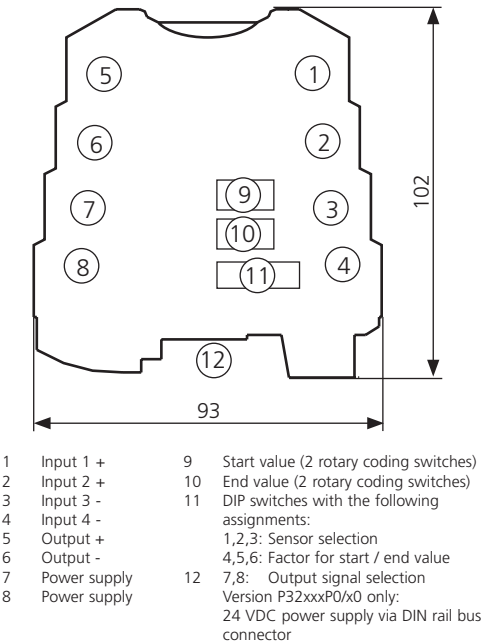 5
1
6
2
9
7
3
10
8
4
11
12
102
93
1 Input 1 +
2 Input 2 +
3 Input 3 -
4 Input 4 -
5 Output +
6 Output -
7 Power supply
8 Power supply
9 Start value (2 rotary coding switches)
10 End value (2 rotary coding switches)
11 DIP switches with the following
assignments:
1,2,3: Sensor selection
4,5,6: Factor for start / end value
12 7,8: Output signal selection
Version P32xxxP0/x0 only:
24 VDC power supply via DIN rail bus
connector